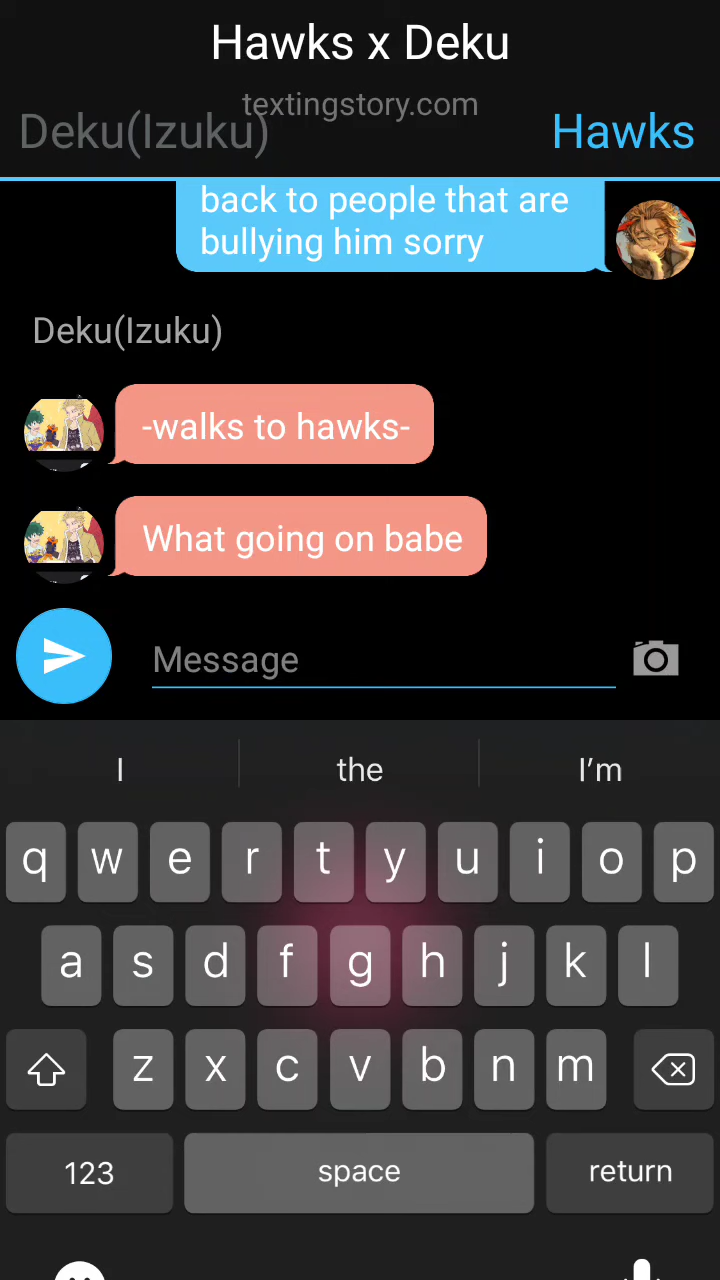 Hawks x Deku
textingstory.com
Deku(Izuku)
Hawks
back to people that are
bullying him sorry
Deku(Izuku)
-walks to hawks-
What going on babe
Message
I
the
I’m
q w e r t y u i o p
a s d f g h j k l
z x c v b n m
123
space
return